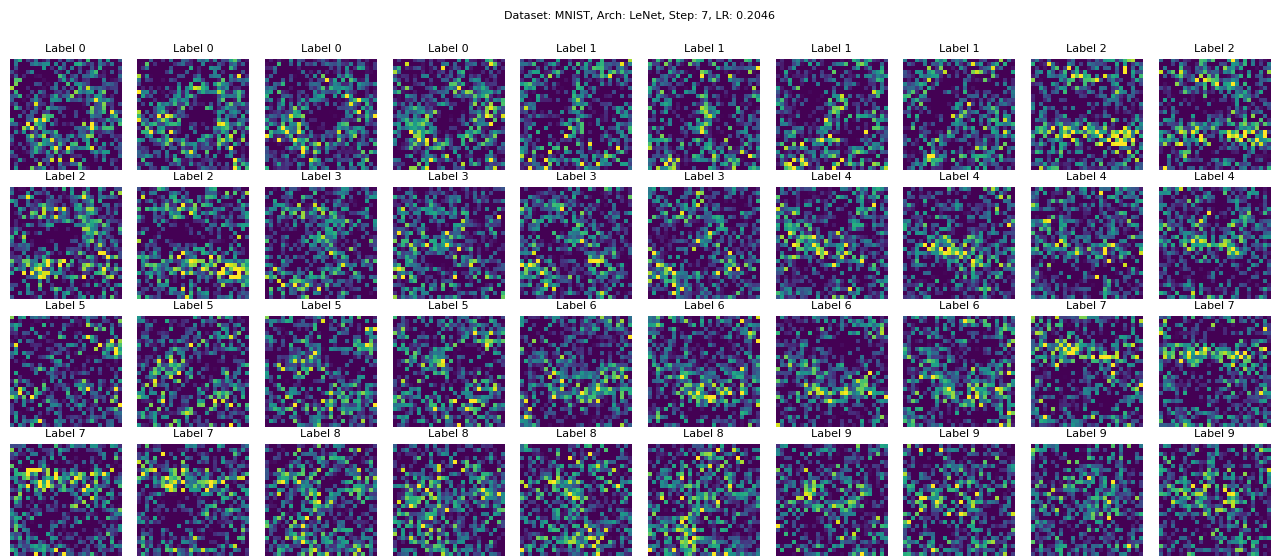 Dataset: MNIST, Arch: LeNet, Step: 7, LR: 0.2046
Label 0 Label 0 Label 0 Label 0 Label 1 Label 1 Label 1 Label 1 Label 2 Label 2
Label 2 Label 2 Label 3 Label 3 Label 3 Label 3 Label 4 Label 4 Label 4 Label 4
Label 5 Label 5 Label 5 Label 5 Label 6 Label 6 Label 6 Label 6 Label 7 Label 7
Label 7 Label 7 Label 8 Label 8 Label 8 Label 8 Label 9 Label 9 Label 9 Label 9